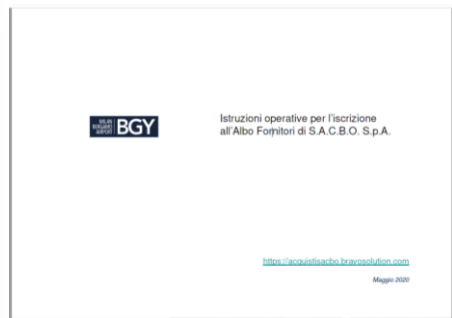 MILAN
BERGAMO
AIRPORT
BGY
Istruzioni operative per l'iscrizione
all'Albo Fornitori di S.A.C.B.O. S.p.A.
https://acquistisacbo.bravosolution.com
Maggio 2020